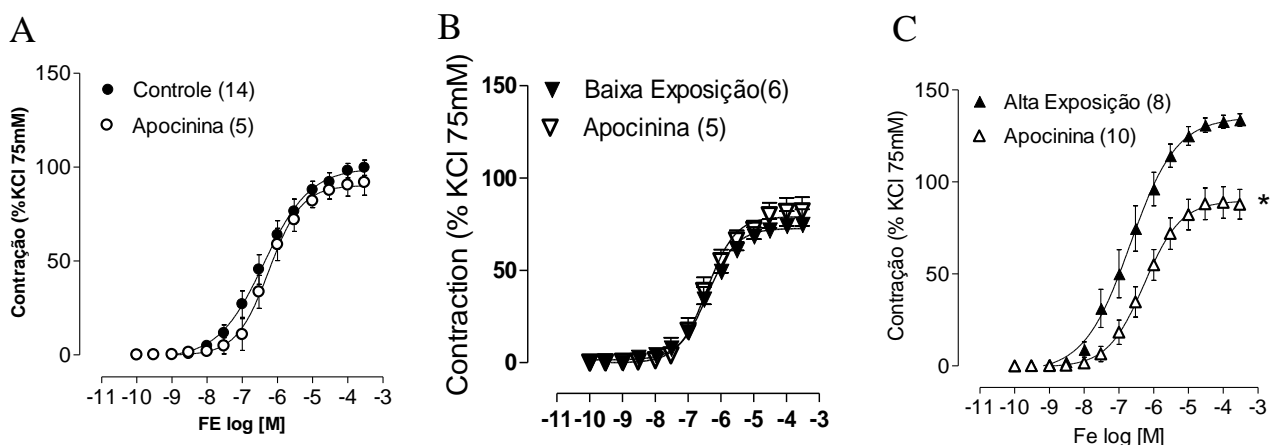 A
150
100
50
0
Contração (%KCl 75mM)
Controle (14)
Apocinina (5)
-11 -10 -9 -8 -7 -6 -5 -4 -3
FE log [M]
B
150
100
50
0
Contraction (% KCl 75mM)
Baixa Exposição(6)
Apocinina (5)
-11 -10 -9 -8 -7 -6 -5 -4 -3
C
150
100
50
0
Contração (% KCl 75mM)
Alta Exposição (8)
Apocinina (10)
*
-11 -10 -9 -8 -7 -6 -5 -4 -3
Fe log [M]